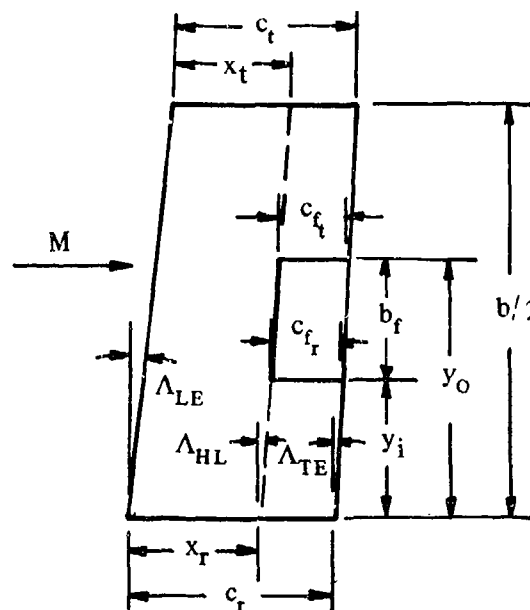 c_t
x_t
c_f_t
M
c_f_r
b_f
b/2
y_o
Λ_LE
Λ_HL
Λ_TE
y_i
x_r
c_r